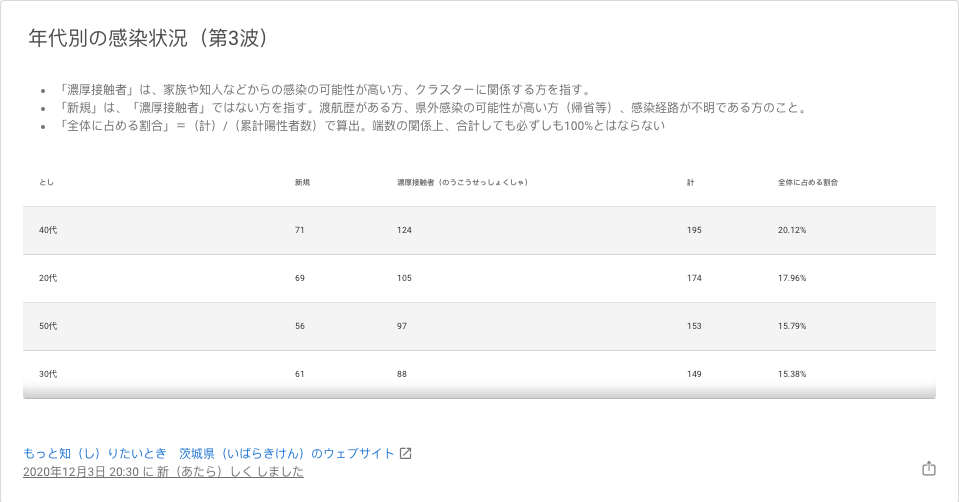 年代別の感染状況（第3波）
「濃厚接触者」は、家族や知人などからの感染の可能性が高い方、クラスターに関係する方を指す。
「新規」は、「濃厚接触者」ではない方を指す。渡航歴がある方、県外感染の可能性が高い方（帰省等）、感染経路が不明である方のこと。
「全体に占める割合」＝（計）/（累計陽性者数）で算出。端数の関係上、合計しても必ずしも100%とはならない
とし 新規 濃厚接触者（のうこうせっしょくしゃ） 計 全体に占める割合
40代 71 124 195 20.12%
20代 69 105 174 17.96%
50代 56 97 153 15.79%
30代 61 88 149 15.38%
もっと知（し）りたいとき　茨城県（いばらきけん）のウェブサイト
2020年12月3日 20:30 に 新（あたら）しく しました